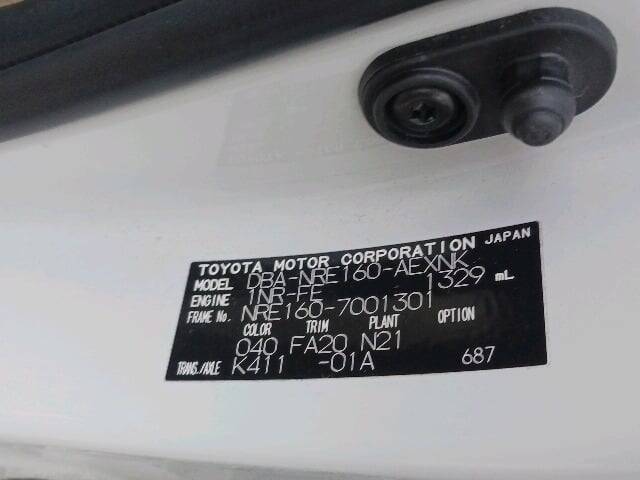 TOYOTA MOTOR CORPORATION JAPAN
MODEL DBA-NRE160-AEXNK
ENGINE 1NR-FE 1329 mL
FRAME No. NRE160-7001301
COLOR TRIM PLANT OPTION
040 FA20 N21
TRANS./AXLE K411 -01A 687